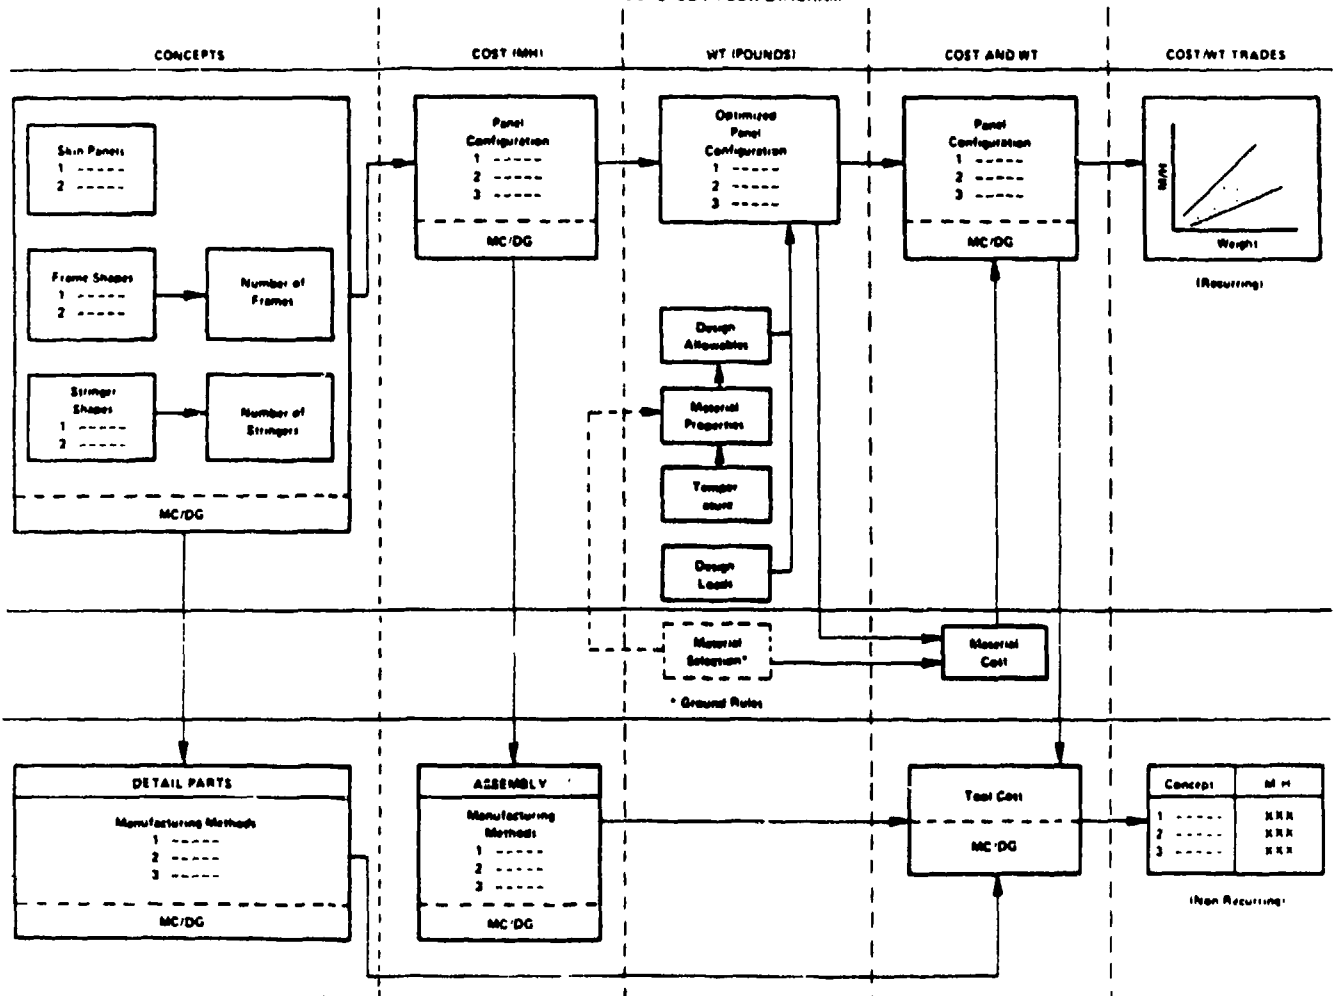 CONCEPTS
COST (MH)
WT (POUNDS)
COST AND WT
COST/WT TRADES
Skin Panels
1 -----
2 -----
Frame Shapes
1 -----
2 -----
Number of
Frames
Stringer
Shapes
1 -----
2 -----
Number of
Stringers
MC/DG
Panel
Configuration
1 -----
2 -----
3 -----
MC/DG
Optimized
Panel
Configuration
1 -----
2 -----
3 -----
Design
Allowables
Material
Properties
Temper
ature
Design
Loads
Panel
Configuration
1 -----
2 -----
3 -----
MC/DG
M/H
Weight
(Recurring)
Material
Selection*
* Ground Rules
Material
Cost
DETAIL PARTS
Manufacturing Methods
1 -----
2 -----
3 -----
MC/DG
ASSEMBLY
Manufacturing
Methods
1 -----
2 -----
3 -----
MC/DG
Tool Cost
MC/DG
Concept M H
1 ----- XXX
2 ----- XXX
3 ----- XXX
(Non Recurring)